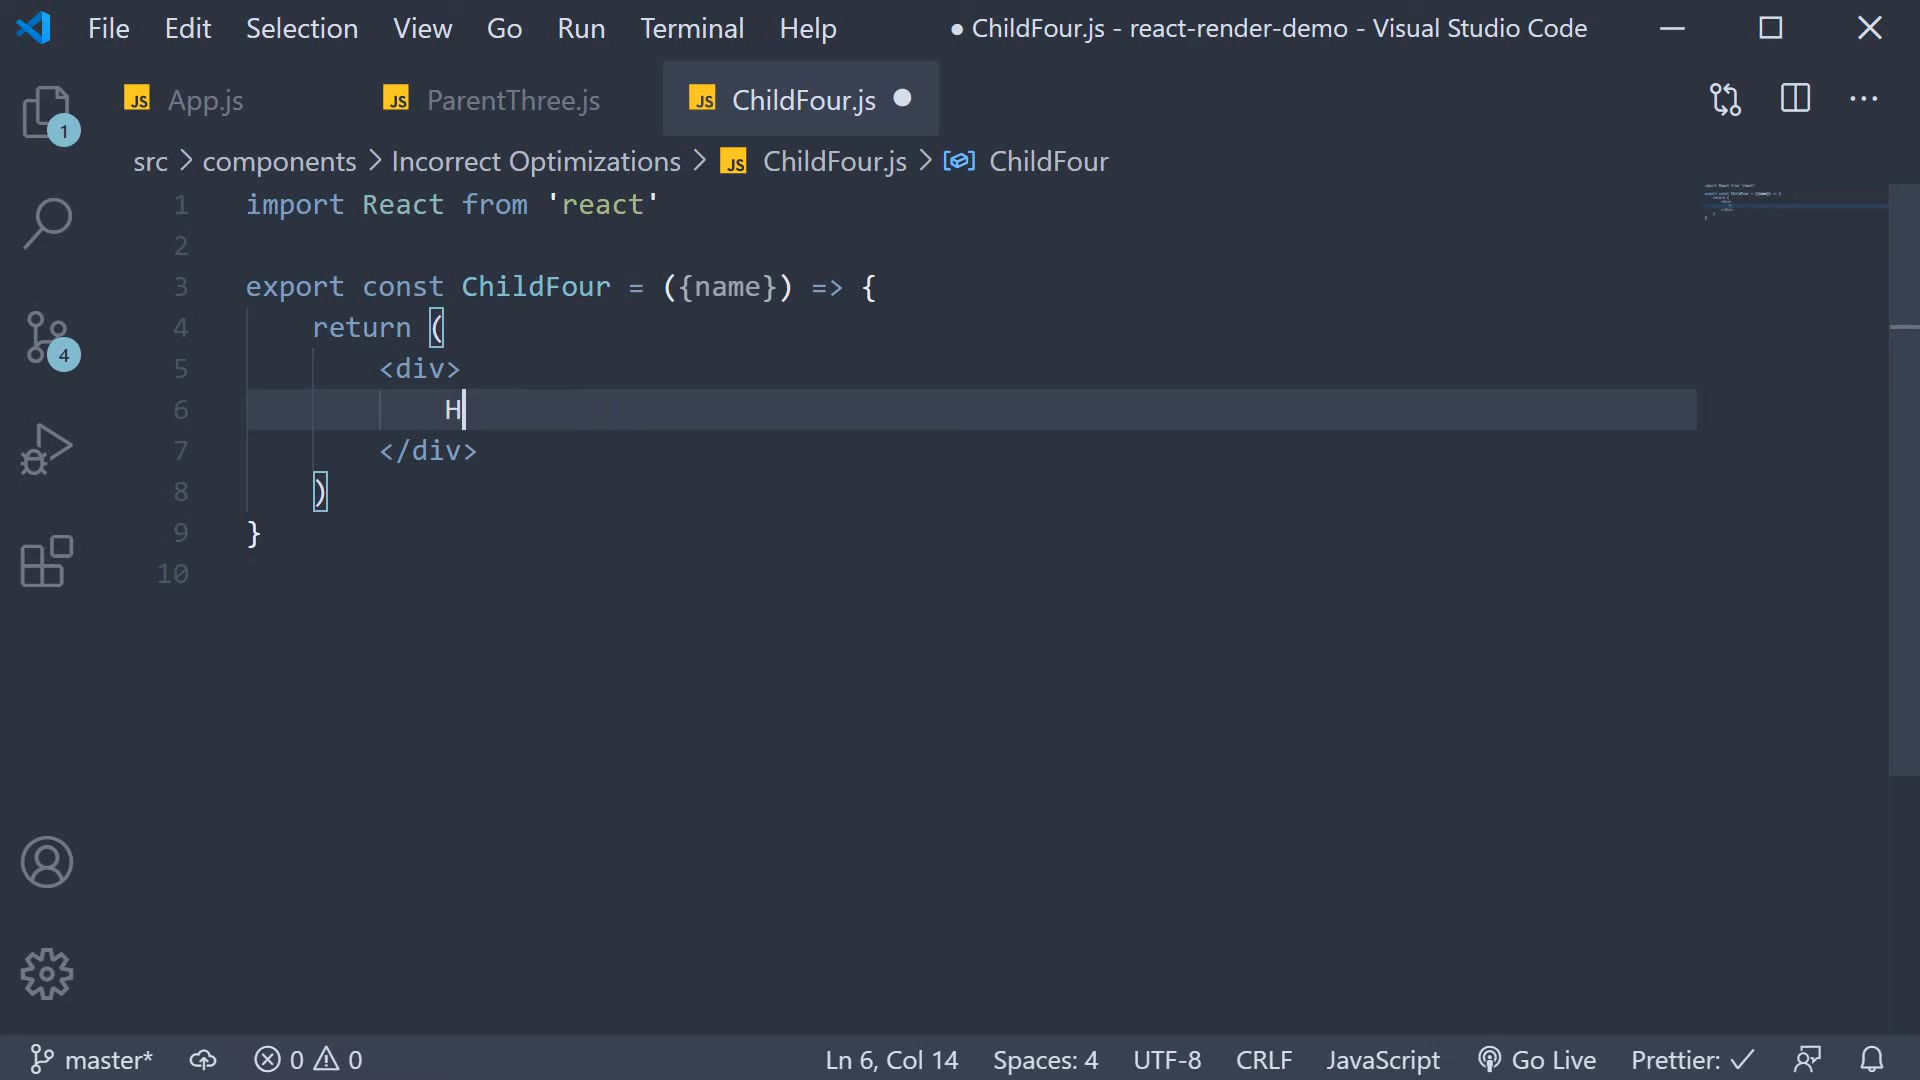 File Edit Selection View Go Run Terminal Help ● ChildFour.js - react-render-demo - Visual Studio Code
JS App.js JS ParentThree.js JS ChildFour.js
src > components > Incorrect Optimizations > JS ChildFour.js > ChildFour
1 import React from 'react'
2
3 export const ChildFour = ({name}) => {
4     return (
5         <div>
6             H
7         </div>
8     )
9 }
10
1
4
master* 0 0 Ln 6, Col 14 Spaces: 4 UTF-8 CRLF JavaScript Go Live Prettier: ✓